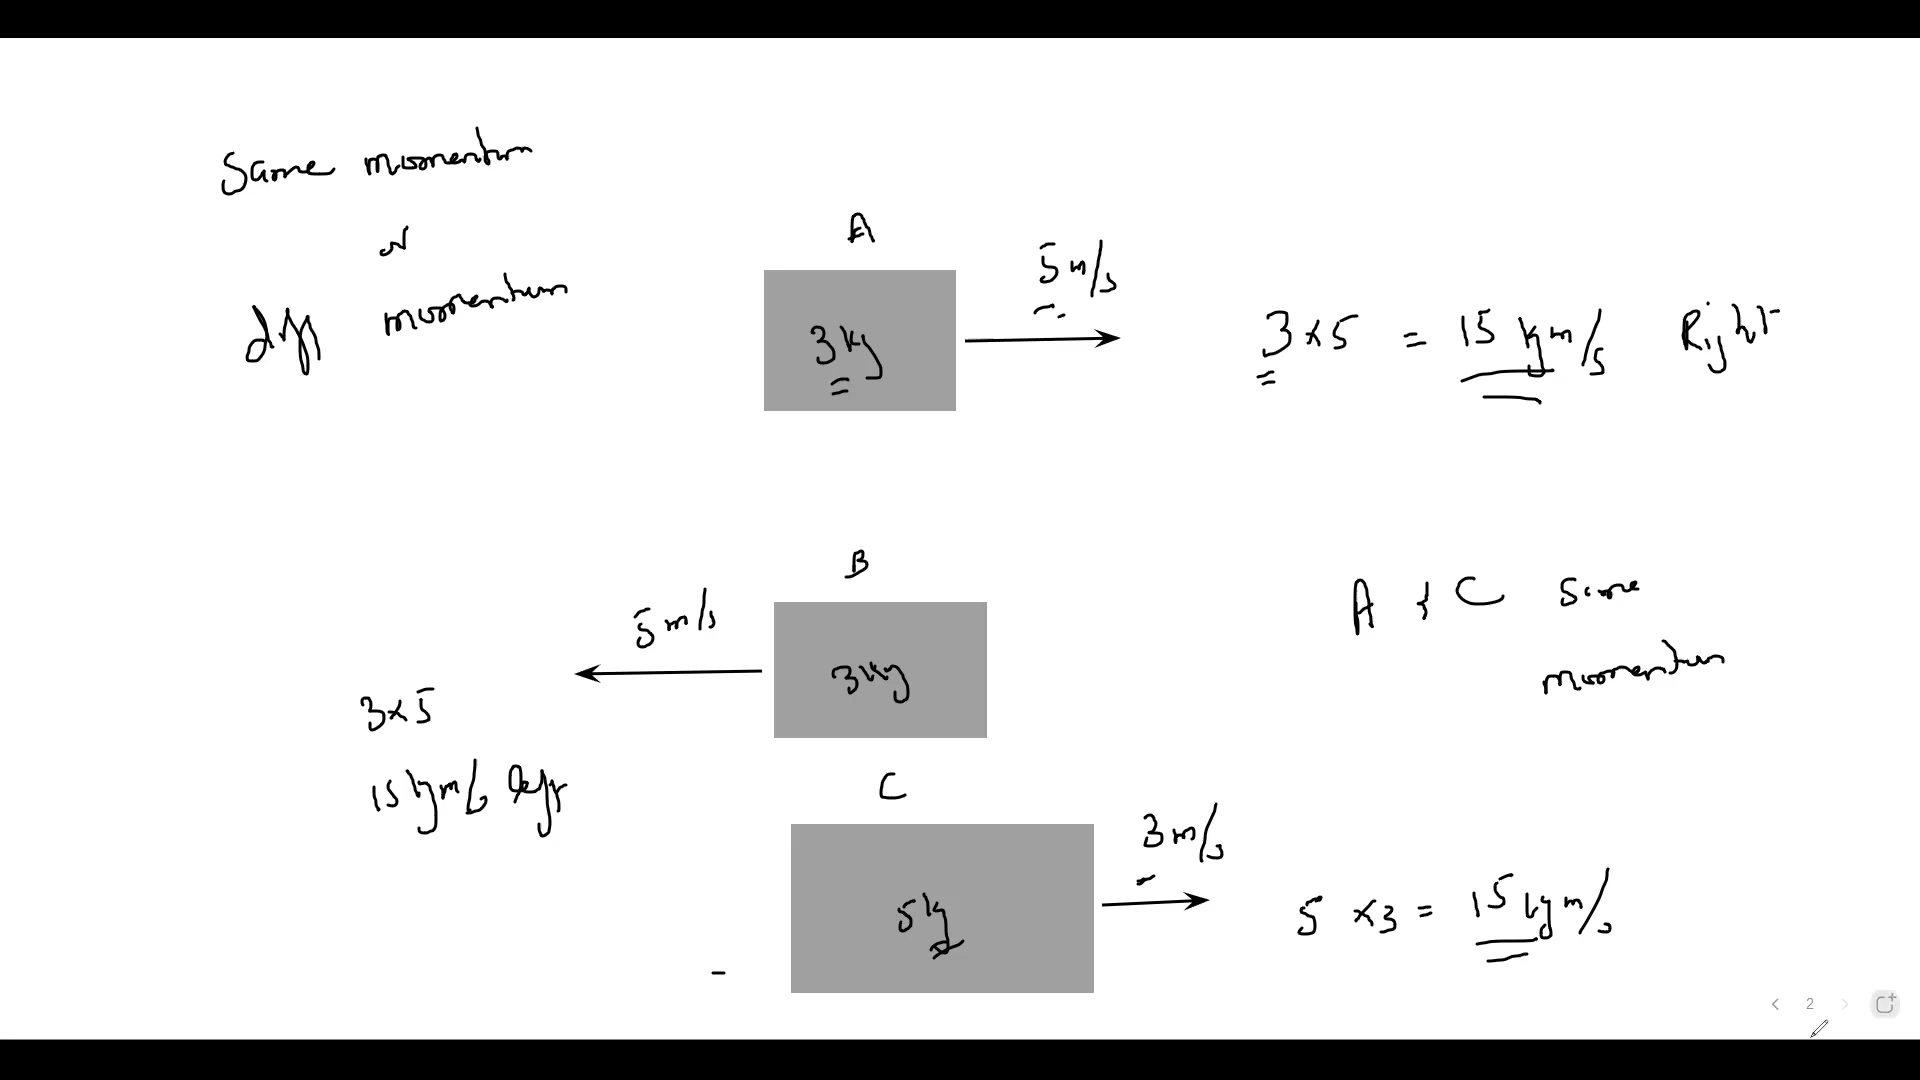 Same momentum
or
diff momentum
A
5 m/s
3 kg
3 × 5 = 15 kg m/s Right
B
5 m/s
3 kg
3 × 5
15 kg m/s left
A & C same
momentum
C
3 m/s
5 kg
5 × 3 = 15 kg m/s
2